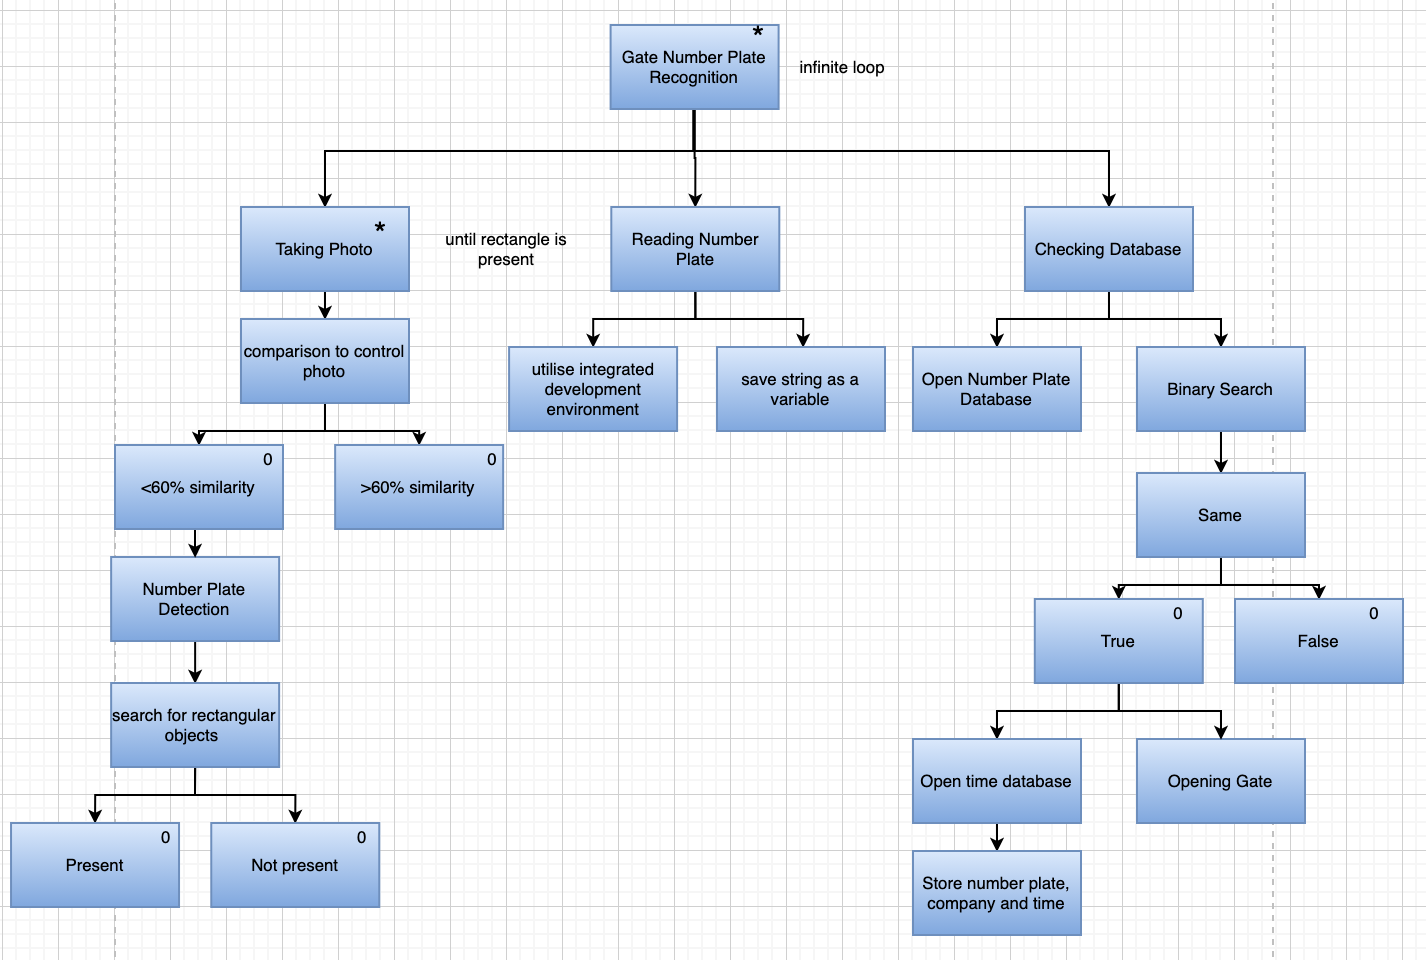 *
Gate Number Plate
Recognition
infinite loop
*
Taking Photo
until rectangle is
present
Reading Number
Plate
Checking Database
comparison to control
photo
utilise integrated
development
environment
save string as a
variable
Open Number Plate
Database
Binary Search
0
<60% similarity
0
>60% similarity
Same
Number Plate
Detection
0
True
0
False
search for rectangular
objects
Open time database
Opening Gate
0
Present
0
Not present
Store number plate,
company and time